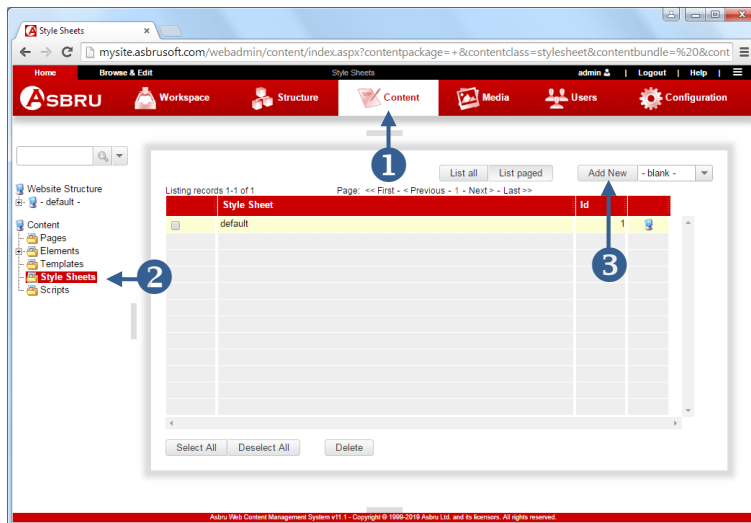 Style Sheets
mysite.asbrusoft.com/webadmin/content/index.aspx?contentpackage=+&contentclass=stylesheet&contentbundle=%20&cont
Home Browse & Edit Style Sheets admin | Logout | Help |
ASBRU Workspace Structure Content Media Users Configuration
1
List all List paged Add New - blank -
Website Structure
- default -
Listing records 1-1 of 1 Page: << First - < Previous - 1 - Next > - Last >>
Style Sheet Id
default 1
Content
Pages
Elements
Templates
Style Sheets
Scripts
2
3
Select All Deselect All Delete
Asbru Web Content Management System v11.1 - Copyright © 1999-2019 Asbru Ltd. and its licensors. All rights reserved.